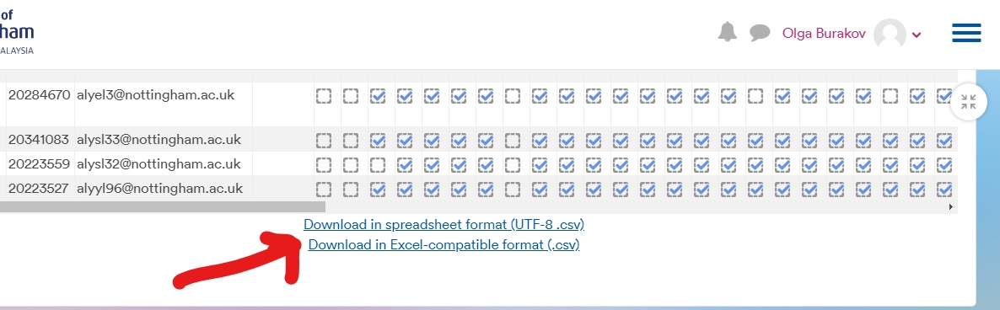 of
ham
ALAYSIA
Olga Burakov
20284670 alyel3@nottingham.ac.uk
20341083 alysl33@nottingham.ac.uk
20223559 alysl32@nottingham.ac.uk
20223527 alyyl96@nottingham.ac.uk
Download in spreadsheet format (UTF-8 .csv)
Download in Excel-compatible format (.csv)